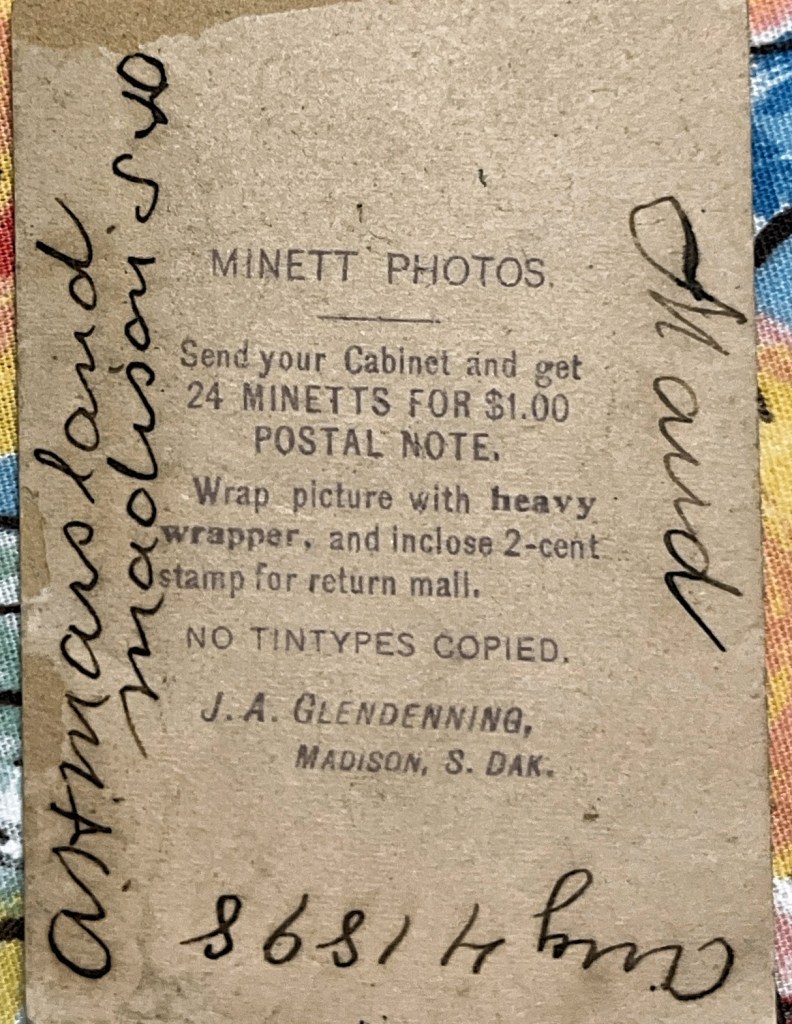 MINETT PHOTOS.
Send your Cabinet and get
24 MINETTS FOR $1.00
POSTAL NOTE.
Wrap picture with heavy
wrapper, and inclose 2-cent
stamp for return mail.
NO TINTYPES COPIED.
J. A. GLENDENNING,
MADISON, S. DAK.
Maud
Aug 4 1898
madison s